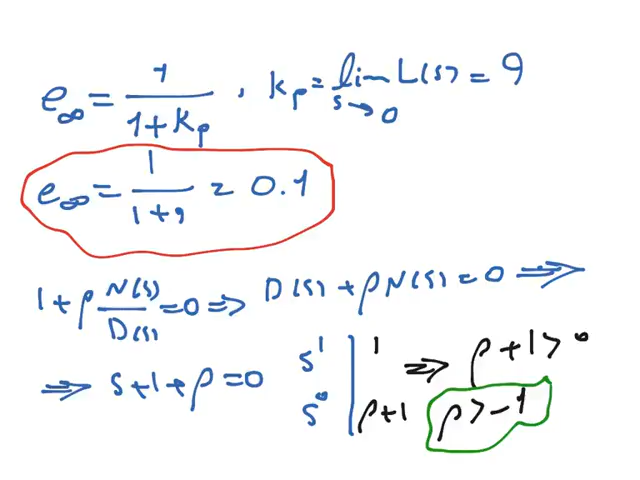 e∞ = 1/(1+Kp) , Kp = lim s→0 L(s) = 9
e∞ = 1/(1+9) = 0.1
1 + ρ N(s)/D(s) = 0 ⇒ D(s) + ρN(s) = 0 ⇒
⇒ s+1+ρ = 0
s¹ | 1 ⇒ ρ+1 > 0
s⁰ | ρ+1 ρ > -1